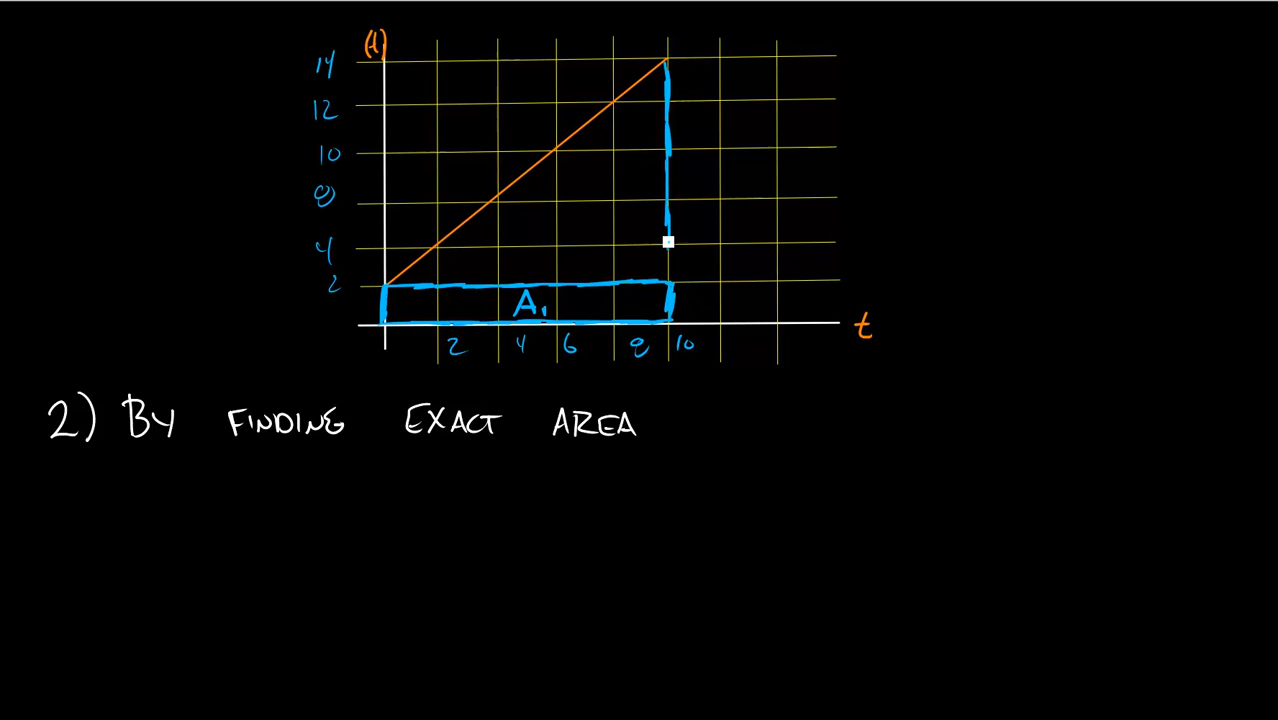 (t)
14
12
10
8
4
2
A₁
2 4 6 8 10
t
2) BY FINDING EXACT AREA